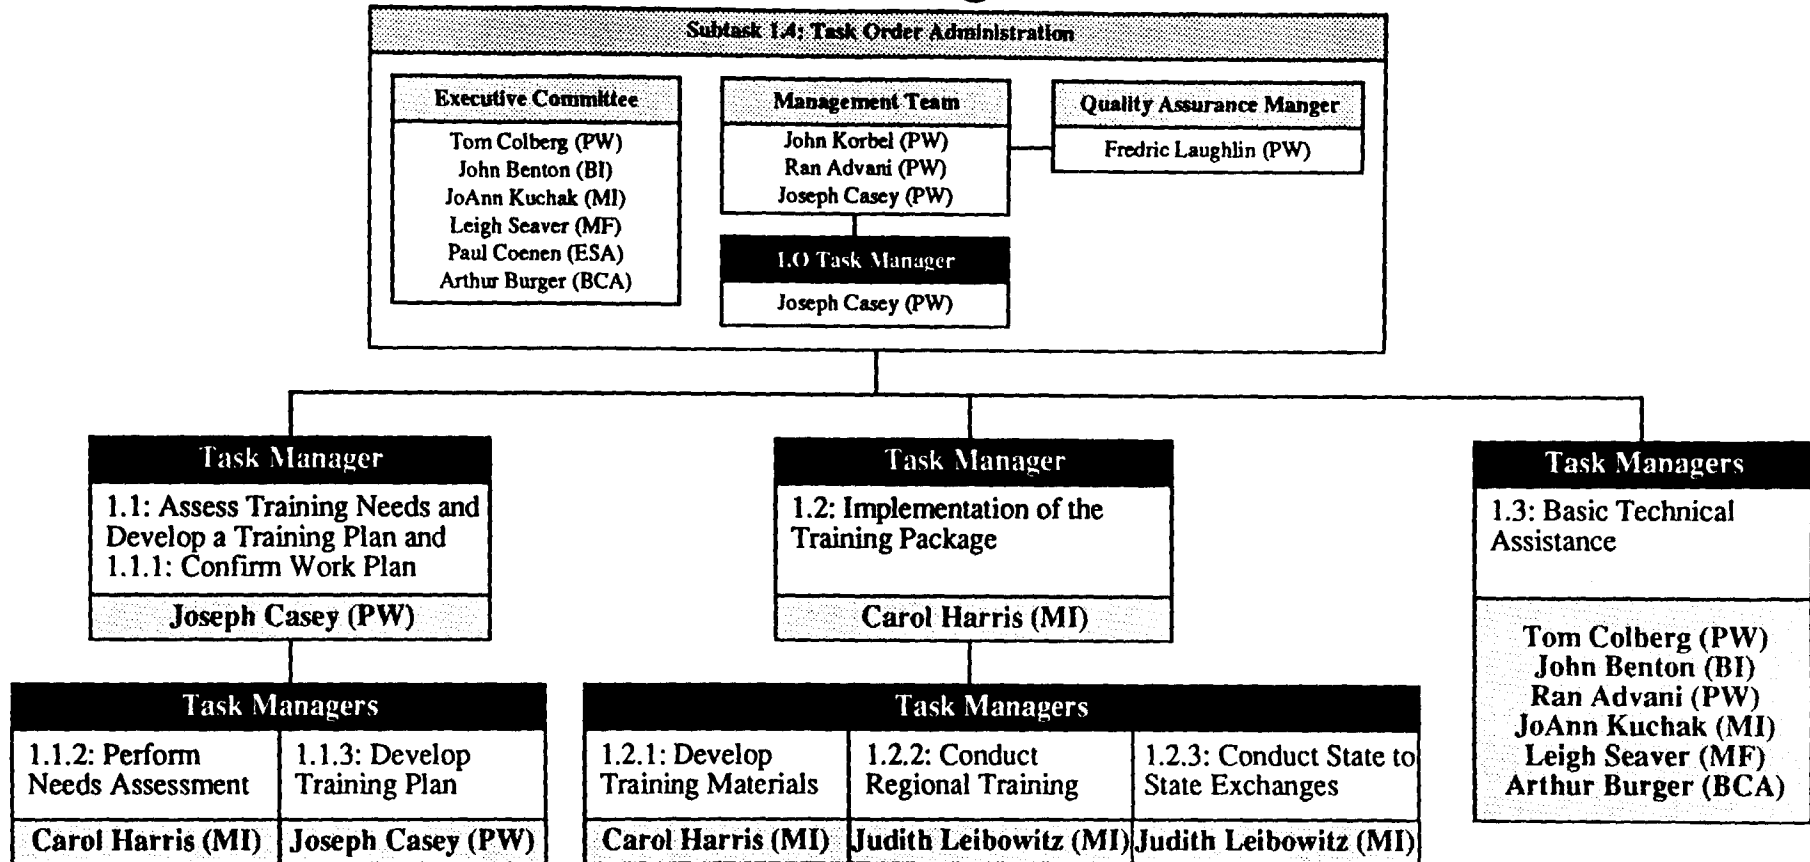 Subtask 1.4: Task Order Administration
Executive Committee
Tom Colberg (PW)
John Benton (BI)
JoAnn Kuchak (MI)
Leigh Seaver (MF)
Paul Coenen (ESA)
Arthur Burger (BCA)
Management Team
John Korbel (PW)
Ran Advani (PW)
Joseph Casey (PW)
Quality Assurance Manger
Fredric Laughlin (PW)
1.O Task Manager
Joseph Casey (PW)
Task Manager
1.1: Assess Training Needs and
Develop a Training Plan and
1.1.1: Confirm Work Plan
Joseph Casey (PW)
Task Manager
1.2: Implementation of the
Training Package
Carol Harris (MI)
Task Managers
1.3: Basic Technical
Assistance
Tom Colberg (PW)
John Benton (BI)
Ran Advani (PW)
JoAnn Kuchak (MI)
Leigh Seaver (MF)
Arthur Burger (BCA)
Task Managers
1.1.2: Perform
Needs Assessment
Carol Harris (MI)
1.1.3: Develop
Training Plan
Joseph Casey (PW)
Task Managers
1.2.1: Develop
Training Materials
Carol Harris (MI)
1.2.2: Conduct
Regional Training
Judith Leibowitz (MI)
1.2.3: Conduct State to
State Exchanges
Judith Leibowitz (MI)